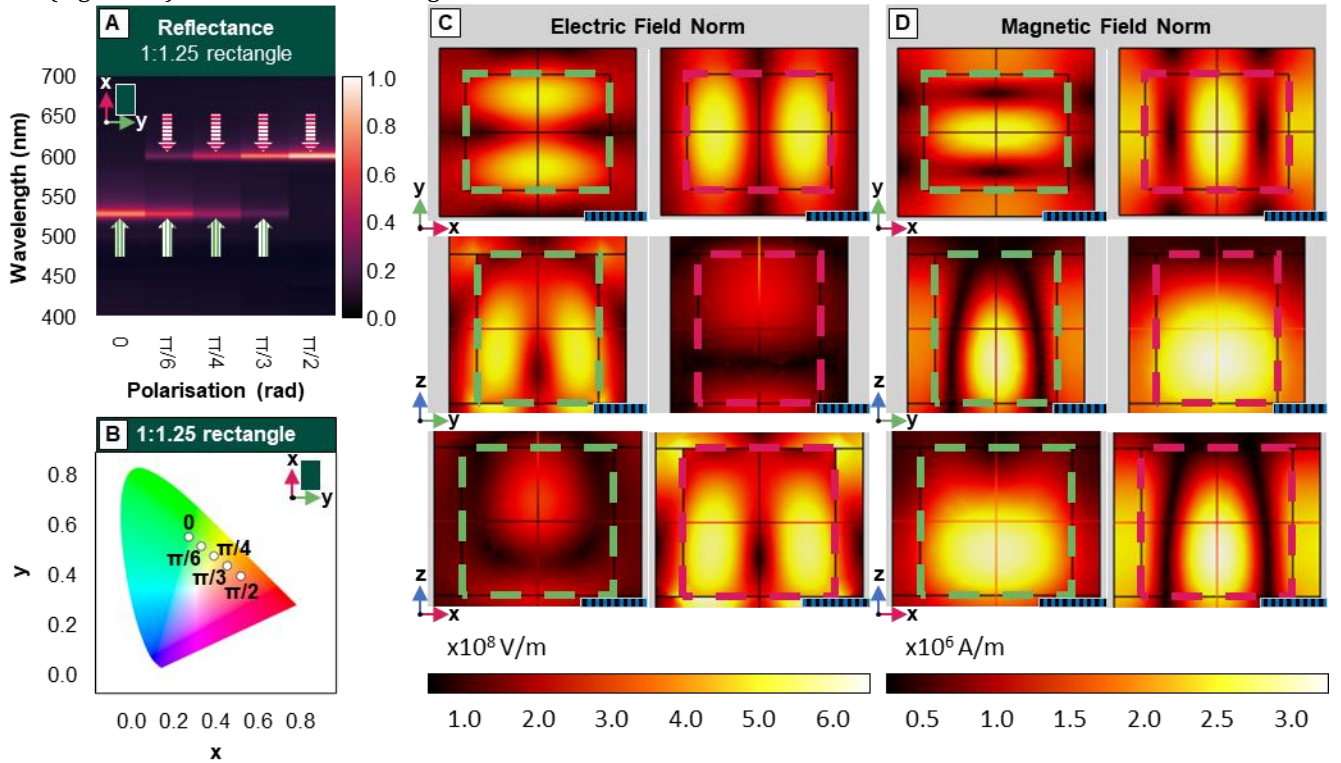 A
Reflectance
1:1.25 rectangle
Wavelength (nm)
700
650
600
550
500
450
400
x
y
1.0
0.8
0.6
0.4
0.2
0.0
0
π/6
π/4
π/3
π/2
Polarisation (rad)
B
1:1.25 rectangle
x
y
y
0.8
0.6
0.4
0.2
0.0
0
π/6
π/4
π/3
π/2
0.0 0.2 0.4 0.6 0.8
x
C
Electric Field Norm
y
x
z
y
z
x
x10⁸ V/m
1.0 2.0 3.0 4.0 5.0 6.0
D
Magnetic Field Norm
y
x
z
y
z
x
x10⁶ A/m
0.5 1.0 1.5 2.0 2.5 3.0